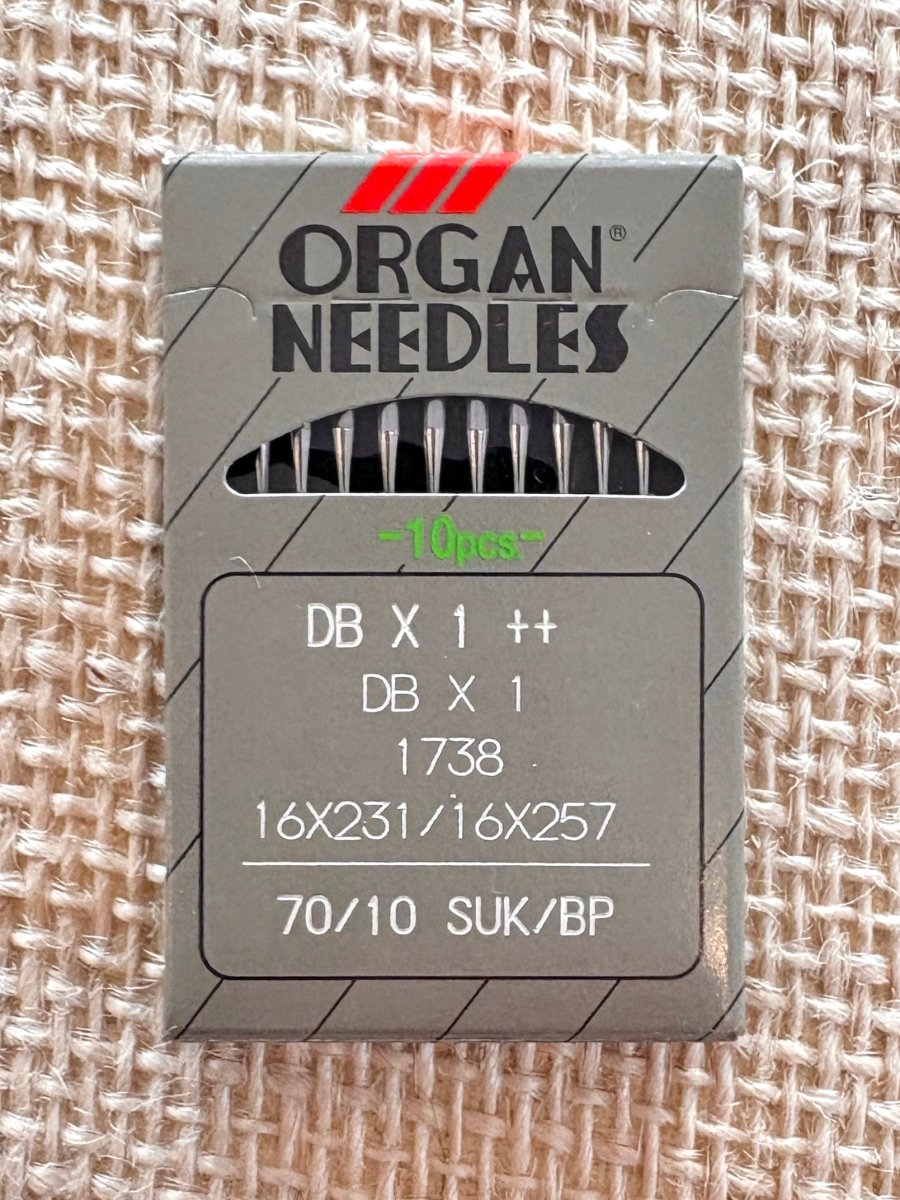 ORGAN®
NEEDLES
-10pcs.-
DB X 1 ++
DB X 1
1738
16X231/16X257
70/10 SUK/BP